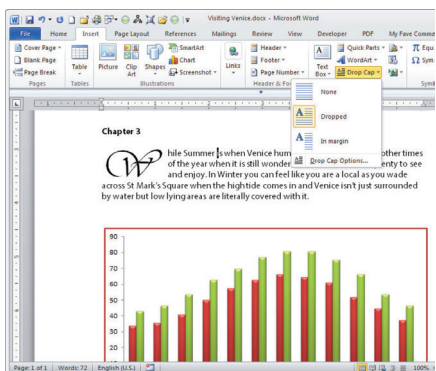 Visiting Venice.docx - Microsoft Word
File Home Insert Page Layout References Mailings Review View Developer PDF My Fave Comme
Cover Page
Blank Page
Page Break
Pages
Table
Tables
Picture
Clip Art
Shapes
SmartArt
Chart
Screenshot
Illustrations
Links
Header
Footer
Page Number
Header & Fo
Text Box
Quick Parts
WordArt
Drop Cap
Equ
Sym
Symb
None
Dropped
In margin
Drop Cap Options...
Chapter 3
While Summer is when Venice hum other times
of the year when it is still wonder enty to see
and enjoy. In Winter you can feel like you are a local as you wade
across St Mark's Square when the hightide comes in and Venice isn't just surrounded
by water but low lying areas are literally covered with it.
90
80
70
60
50
40
30
20
Page: 1 of 1 Words: 72 English (U.S.) 100%